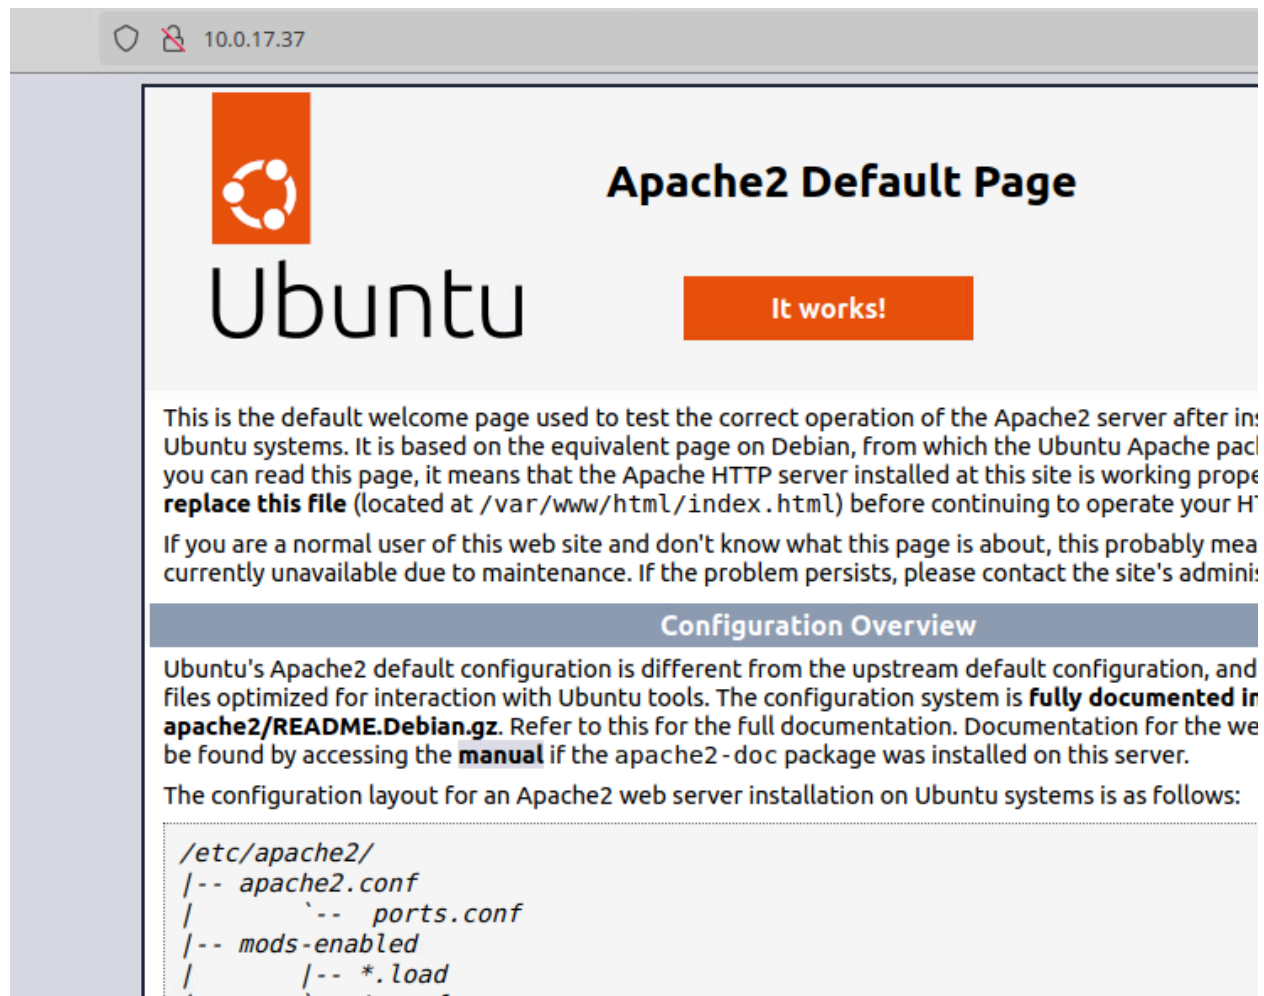 10.0.17.37
Apache2 Default Page
Ubuntu
It works!
This is the default welcome page used to test the correct operation of the Apache2 server after
Ubuntu systems. It is based on the equivalent page on Debian, from which the Ubuntu Apache
you can read this page, it means that the Apache HTTP server installed at this site is working
replace this file (located at /var/www/html/index.html) before continuing to operate your
If you are a normal user of this web site and don't know what this page is about, this probably
currently unavailable due to maintenance. If the problem persists, please contact the site's
Configuration Overview
Ubuntu's Apache2 default configuration is different from the upstream default configuration, and
files optimized for interaction with Ubuntu tools. The configuration system is fully documented
apache2/README.Debian.gz. Refer to this for the full documentation. Documentation for the
be found by accessing the manual if the apache2-doc package was installed on this server.
The configuration layout for an Apache2 web server installation on Ubuntu systems is as follows:
/etc/apache2/
|-- apache2.conf
|       `--  ports.conf
|-- mods-enabled
|       |-- *.load